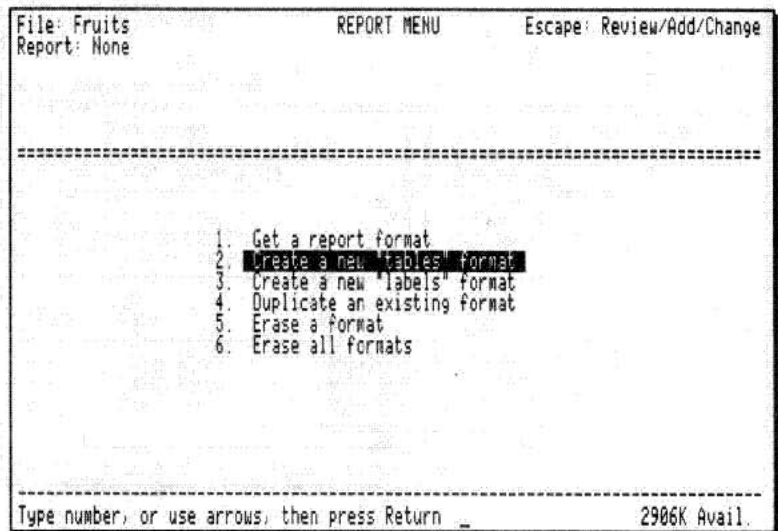 File: Fruits REPORT MENU Escape: Review/Add/Change
Report: None
1. Get a report format
2. Create a new "tables" format
3. Create a new "labels" format
4. Duplicate an existing format
5. Erase a format
6. Erase all formats
Type number, or use arrows, then press Return _ 2906K Avail.